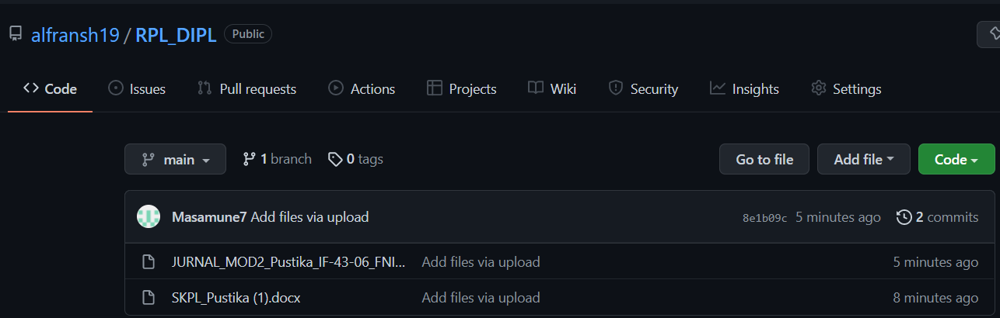 alfransh19 / RPL_DIPL Public
Code Issues Pull requests Actions Projects Wiki Security Insights Settings
main 1 branch 0 tags Go to file Add file Code
Masamune7 Add files via upload 8e1b09c 5 minutes ago 2 commits
JURNAL_MOD2_Pustika_IF-43-06_FNI... Add files via upload 5 minutes ago
SKPL_Pustika (1).docx Add files via upload 8 minutes ago